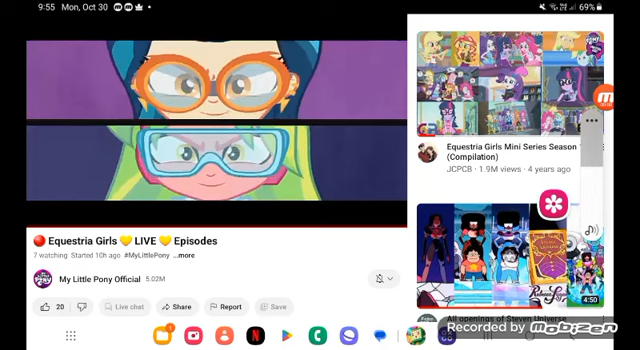 9:55 Mon, Oct 30
69%
Equestria Girls 💛 LIVE 💛 Episodes
7 watching Started 10h ago #MyLittlePony ...more
My Little Pony Official 5.02M
20 Live chat Share Report Save
Equestria Girls Mini Series Season
(Compilation)
JCPCB · 1.9M views · 4 years ago
4:50
All openings of Steven Universe
Recorded by mobizen